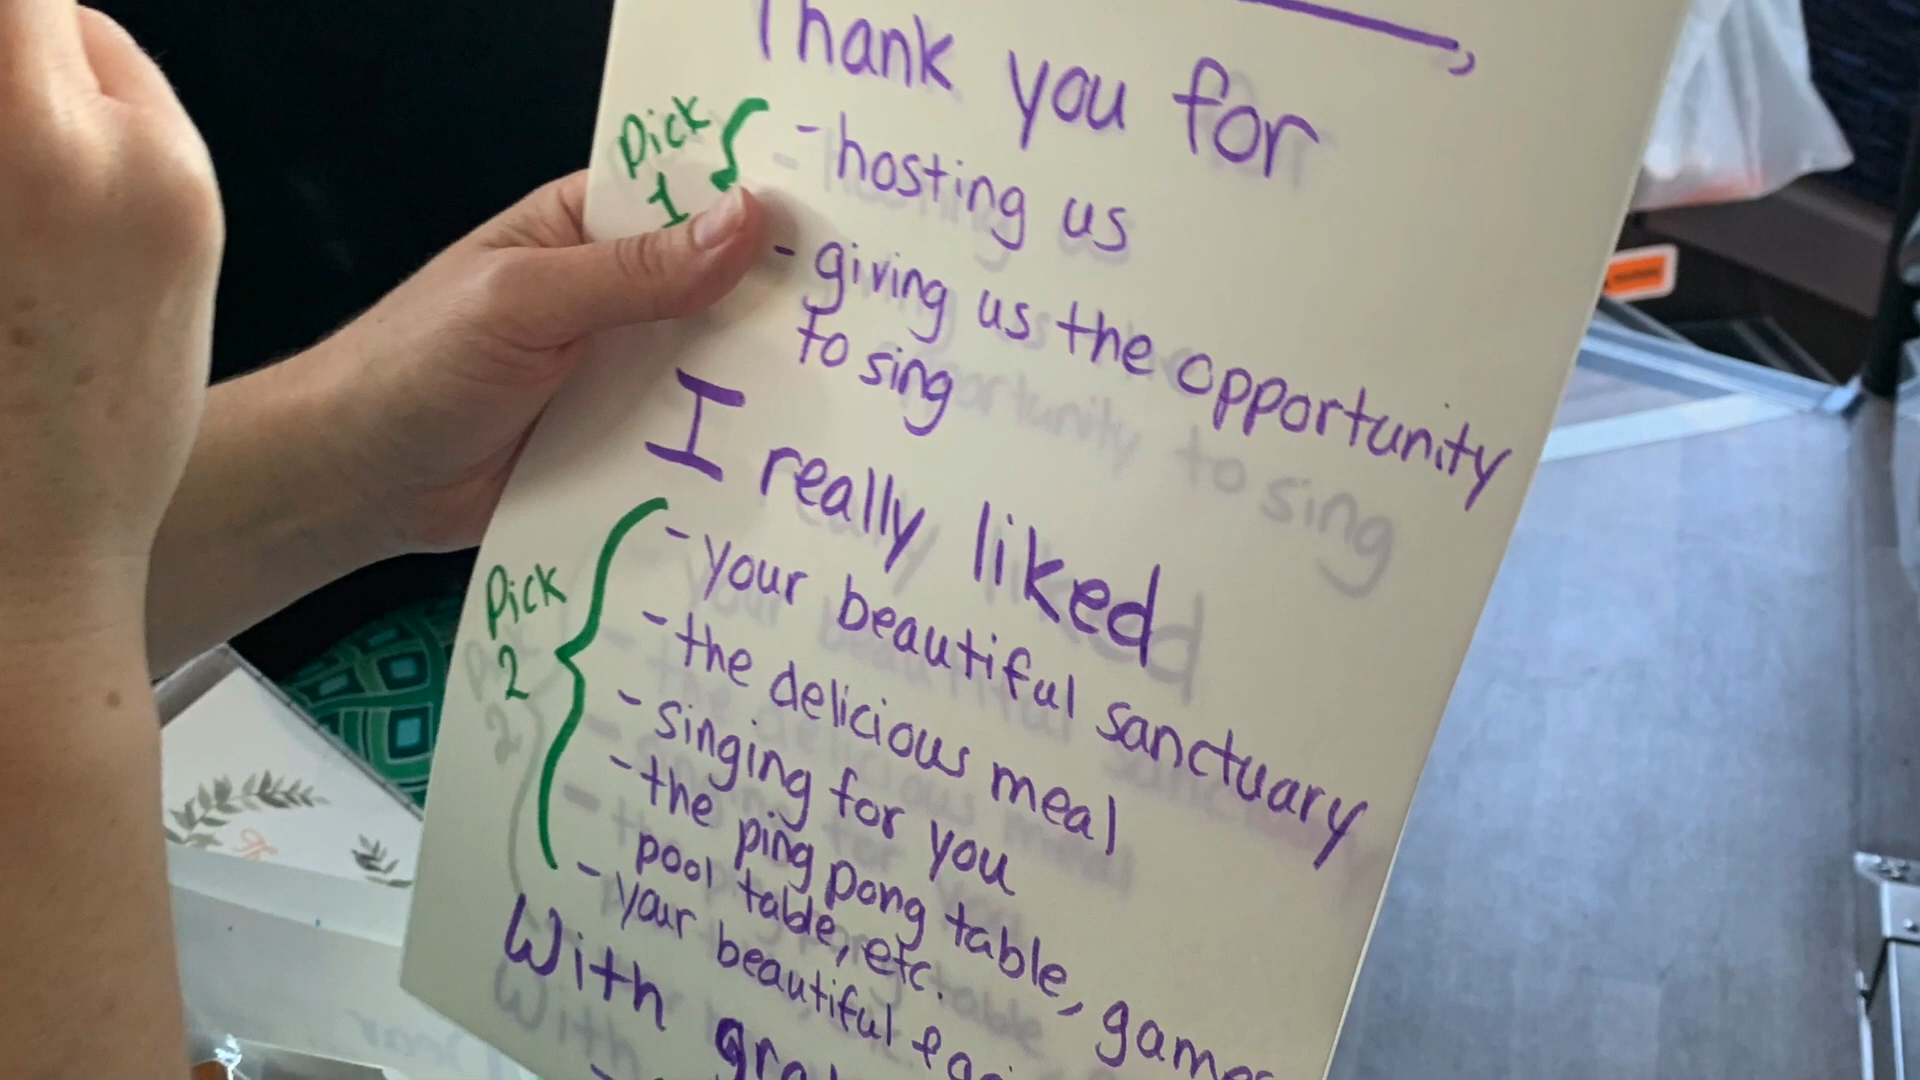 Thank you for
Pick
1
- hosting us
- giving us the opportunity
to sing
I really liked
Pick
2
- your beautiful sanctuary
- the delicious meal
- singing for you
- the ping pong table, games
pool table, etc.
- your beautiful
With